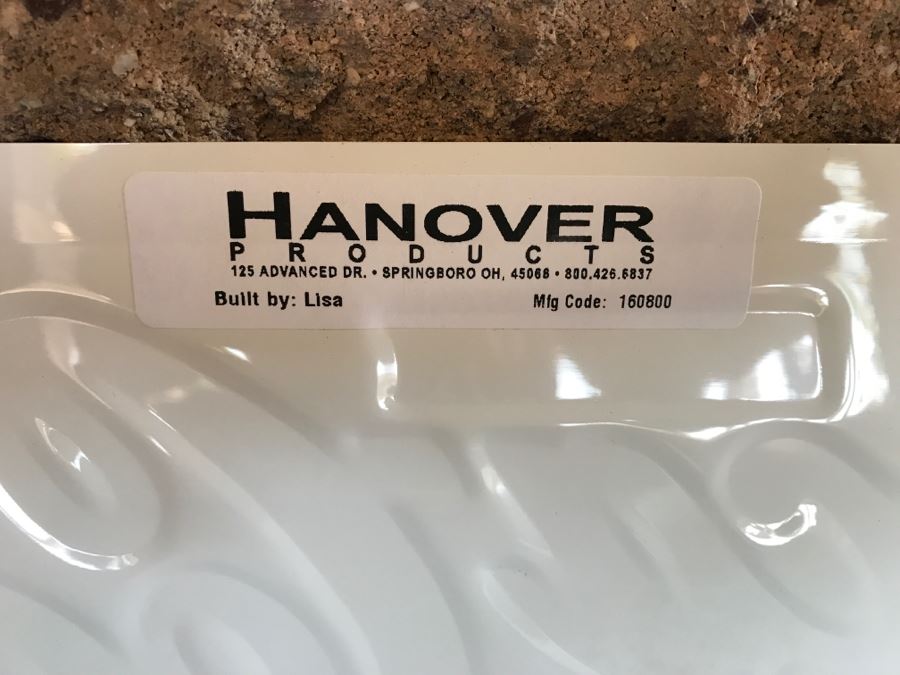 HANOVER
PRODUCTS
125 ADVANCED DR. • SPRINGBORO OH, 45066 • 800.426.6837
Built by: Lisa
Mfg Code: 160800